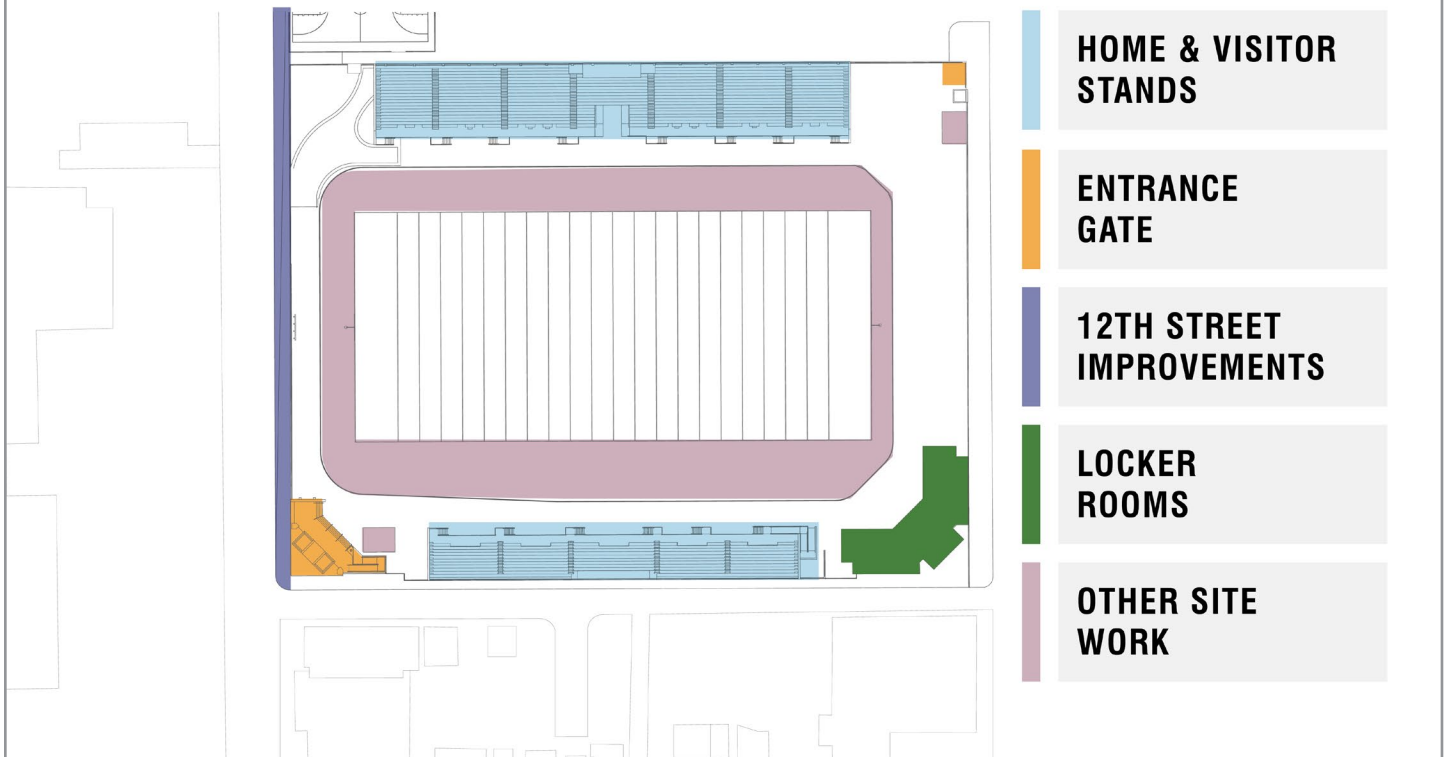 HOME & VISITOR
STANDS
ENTRANCE
GATE
12TH STREET
IMPROVEMENTS
LOCKER
ROOMS
OTHER SITE
WORK